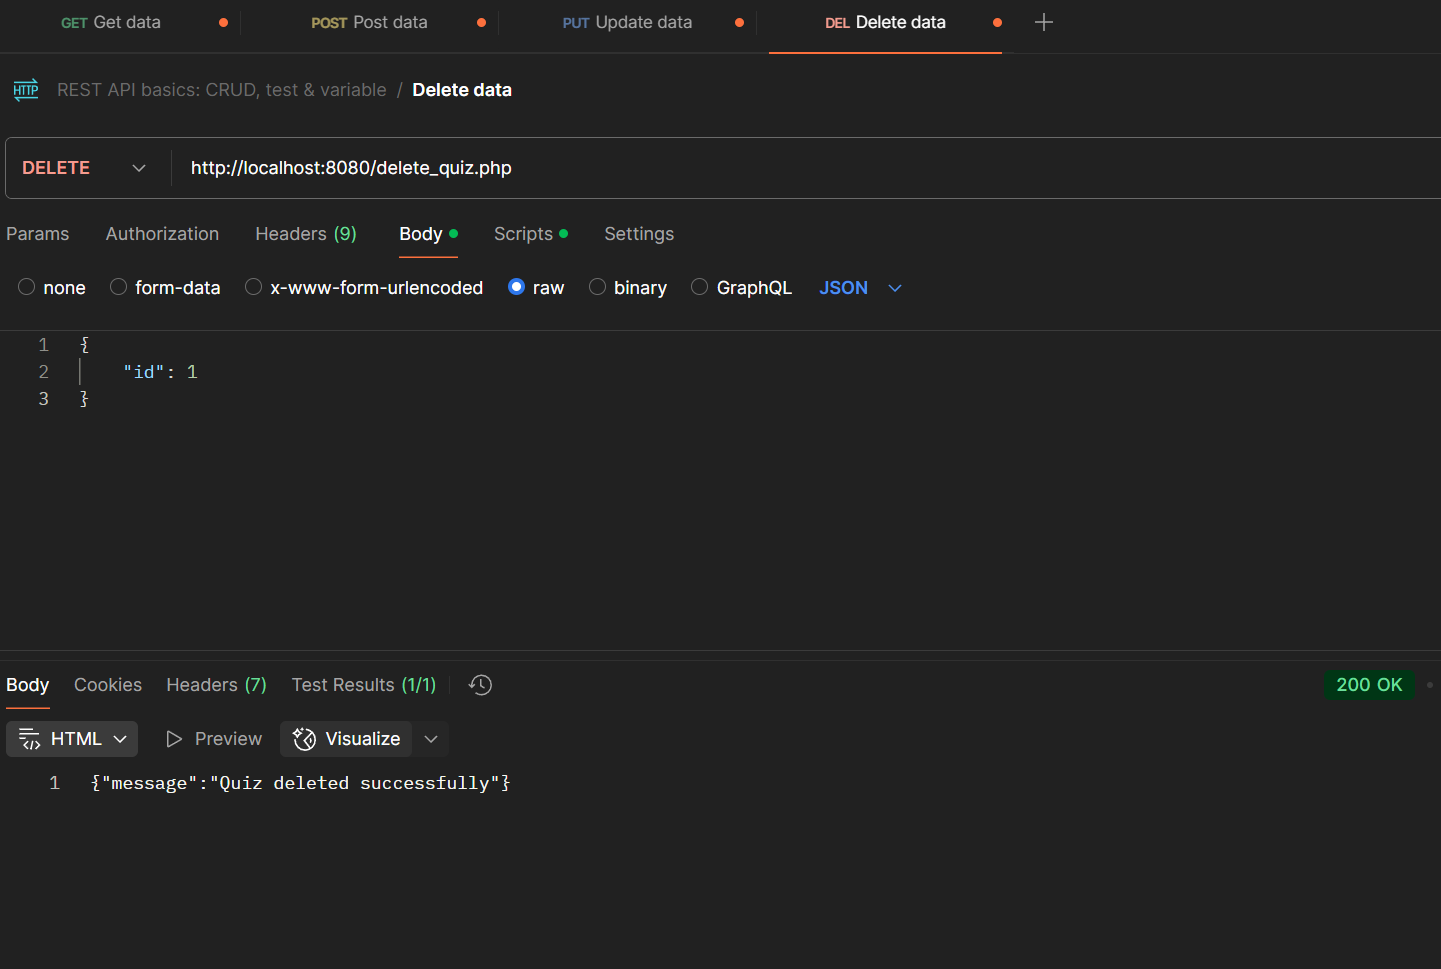 GET Get data POST Post data PUT Update data DEL Delete data
HTTP REST API basics: CRUD, test & variable / Delete data
DELETE http://localhost:8080/delete_quiz.php
Params Authorization Headers (9) Body Scripts Settings
none form-data x-www-form-urlencoded raw binary GraphQL JSON
1 {
2 "id": 1
3 }
Body Cookies Headers (7) Test Results (1/1) 200 OK
HTML Preview Visualize
1 {"message":"Quiz deleted successfully"}